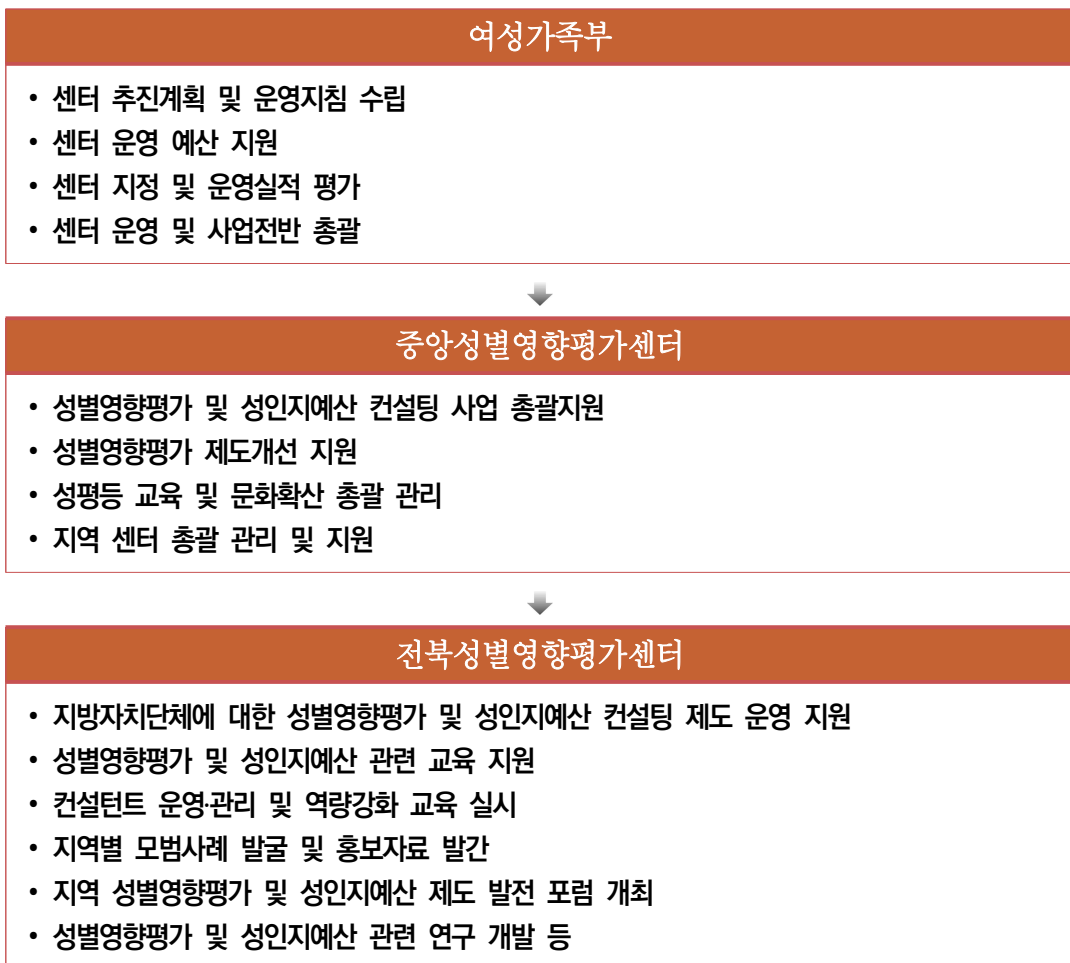 여성가족부
• 센터 추진계획 및 운영지침 수립
• 센터 운영 예산 지원
• 센터 지정 및 운영실적 평가
• 센터 운영 및 사업전반 총괄
중앙성별영향평가센터
• 성별영향평가 및 성인지예산 컨설팅 사업 총괄지원
• 성별영향평가 제도개선 지원
• 성평등 교육 및 문화확산 총괄 관리
• 지역 센터 총괄 관리 및 지원
전북성별영향평가센터
• 지방자치단체에 대한 성별영향평가 및 성인지예산 컨설팅 제도 운영 지원
• 성별영향평가 및 성인지예산 관련 교육 지원
• 컨설턴트 운영·관리 및 역량강화 교육 실시
• 지역별 모범사례 발굴 및 홍보자료 발간
• 지역 성별영향평가 및 성인지예산 제도 발전 포럼 개최
• 성별영향평가 및 성인지예산 관련 연구 개발 등